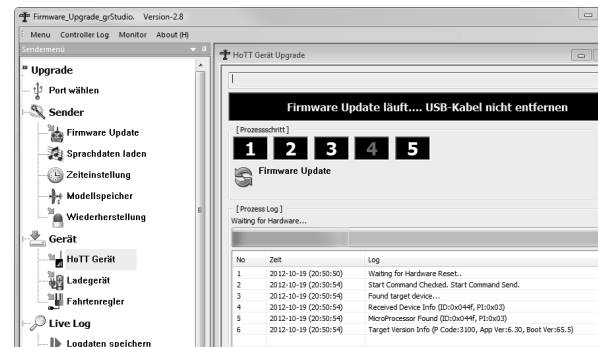 Firmware_Upgrade_grStudio. Version-2.8
Menu Controller Log Monitor About (H)
Sendermenü
Upgrade
Port wählen
Sender
Firmware Update
Sprachdaten laden
Zeiteinstellung
Modellspeicher
Wiederherstellung
Gerät
HoTT Gerät
Ladegerät
Fahrtenregler
Live Log
Logdaten speichern
HoTT Gerät Upgrade
Firmware Update läuft.... USB-Kabel nicht entfernen
[ Prozessschritt ]
1 2 3 4 5
Firmware Update
[ Prozess Log ]
Waiting for Hardware...
No Zeit Log
1 2012-10-19 (20:50:50) Waiting for Hardware Reset..
2 2012-10-19 (20:50:54) Start Command Checked. Start Command Send.
3 2012-10-19 (20:50:54) Found target device...
4 2012-10-19 (20:50:54) Received Device Info (ID:0x044f, PI:0x03)
5 2012-10-19 (20:50:54) MicroProcessor Found (ID:0x044f, PI:0x03)
6 2012-10-19 (20:50:54) Target Version Info (P Code:3100, App Ver:6.30, Boot Ver:65.5)